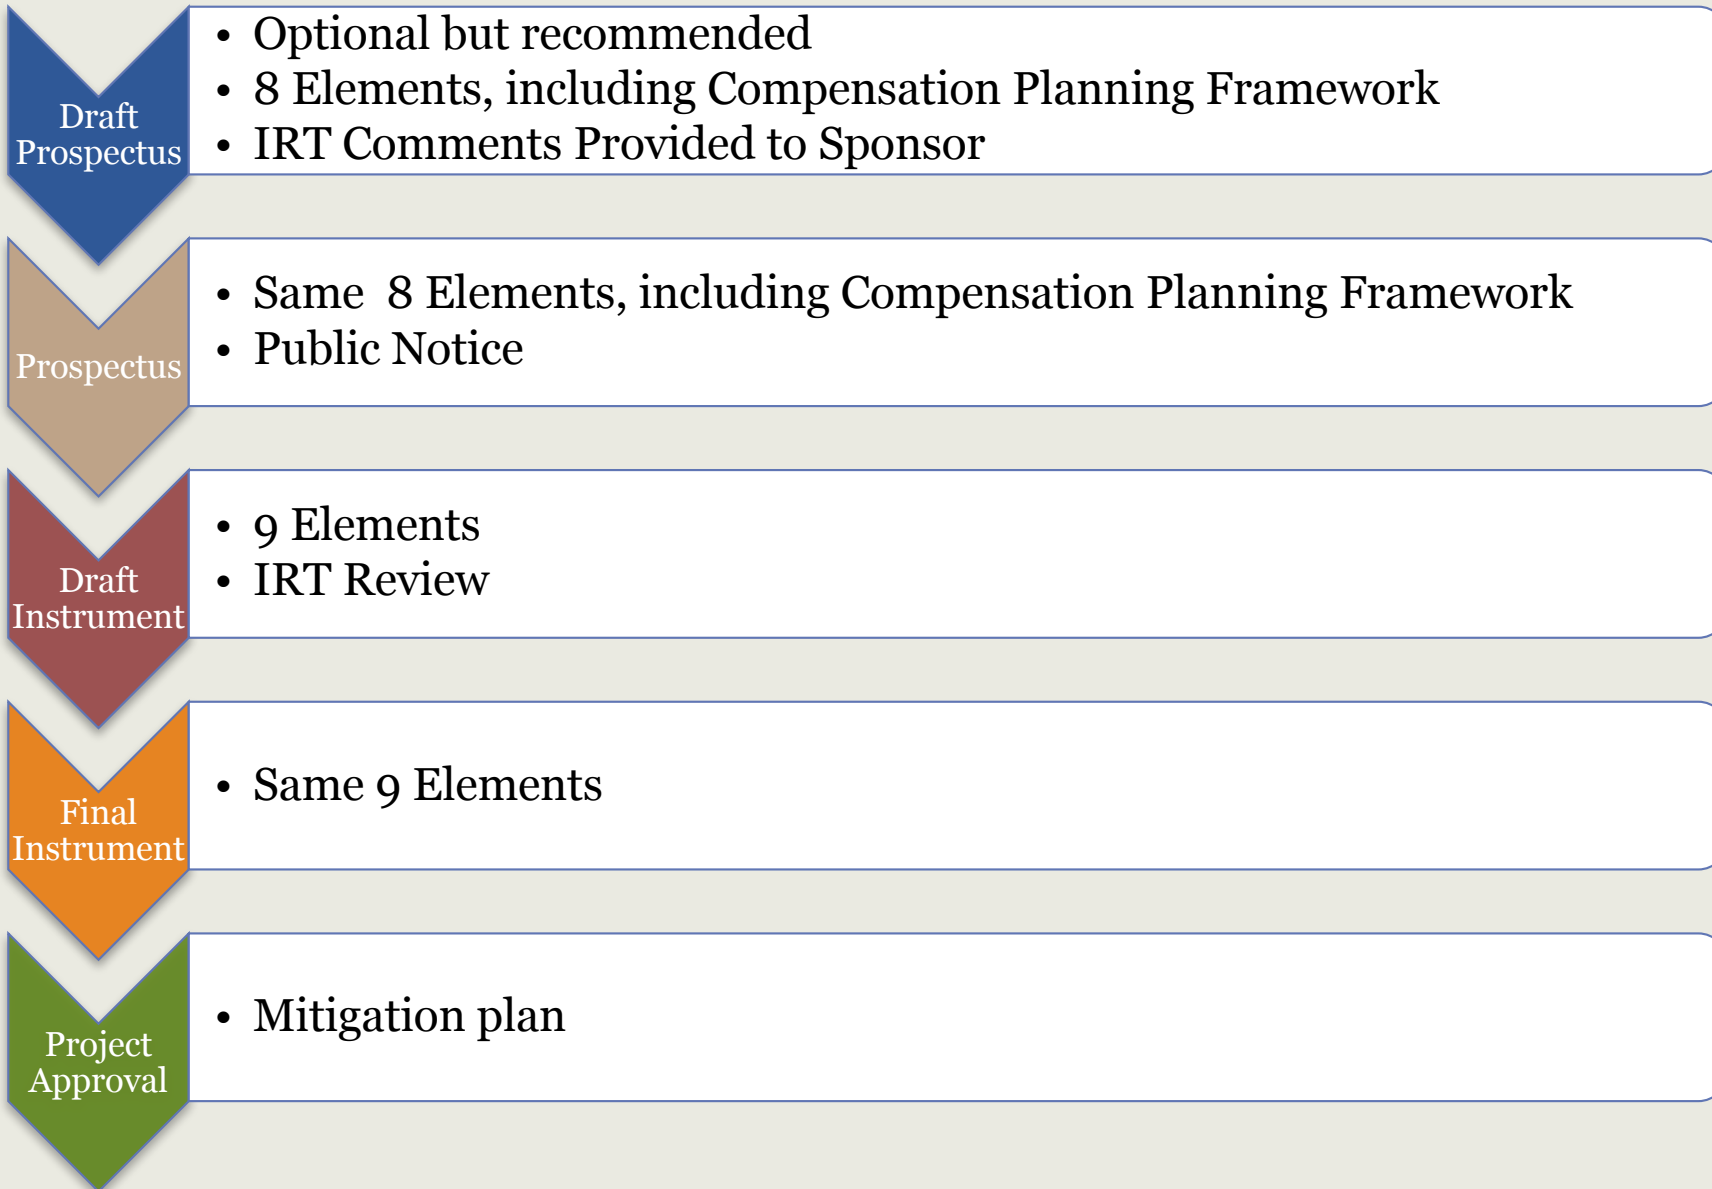 Draft
Prospectus
• Optional but recommended
• 8 Elements, including Compensation Planning Framework
• IRT Comments Provided to Sponsor
Prospectus
• Same 8 Elements, including Compensation Planning Framework
• Public Notice
Draft
Instrument
• 9 Elements
• IRT Review
Final
Instrument
• Same 9 Elements
Project
Approval
• Mitigation plan